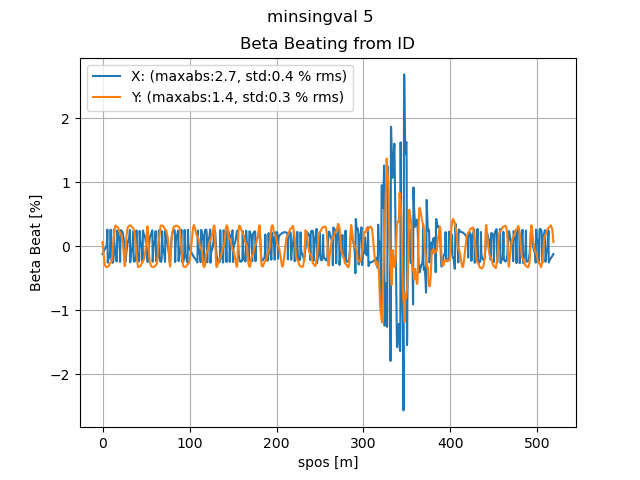 minsingval 5
Beta Beating from ID
X: (maxabs:2.7, std:0.4 % rms)
Y: (maxabs:1.4, std:0.3 % rms)
Beta Beat [%]
2
1
0
−1
−2
0 100 200 300 400 500
spos [m]